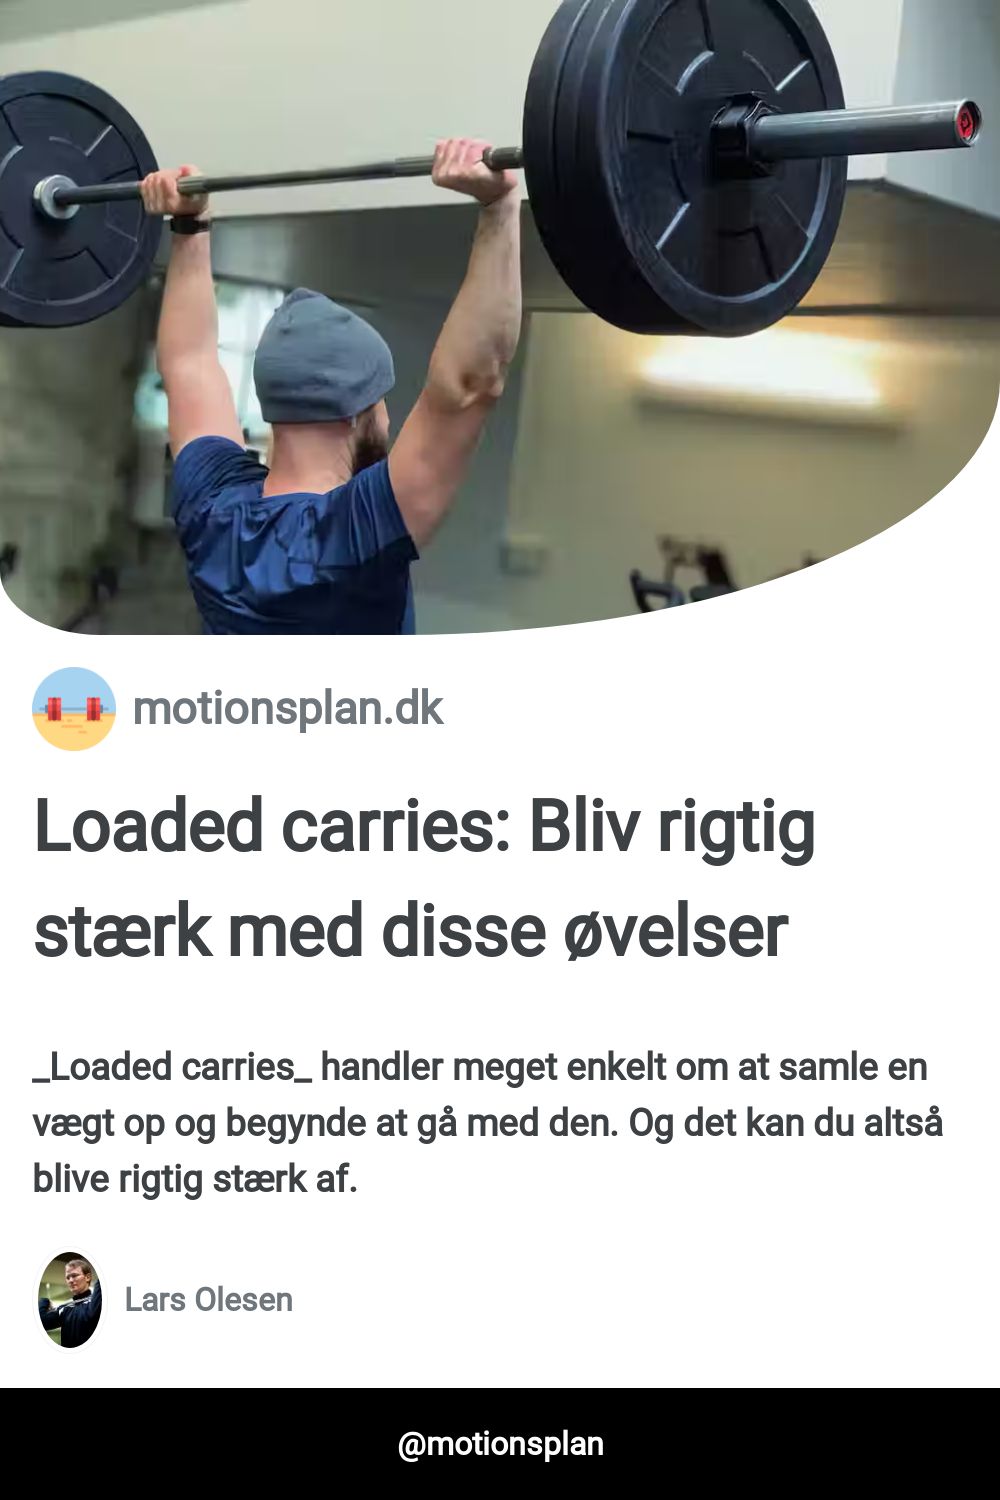 motionsplan.dk
Loaded carries: Bliv rigtig
stærk med disse øvelser
_Loaded carries_ handler meget enkelt om at samle en
vægt op og begynde at gå med den. Og det kan du altså
blive rigtig stærk af.
Lars Olesen
@motionsplan